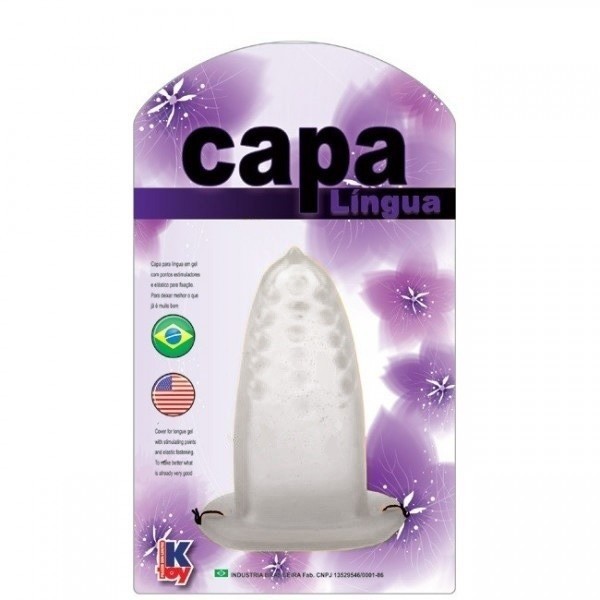 capa
Língua
Capa para língua em gel
com pontos estimuladores
e elástico para fixação.
Para deixar melhor o que
já é muito bom
Cover for tongue gel
with stimulating points
and elastic fastening.
To make better what
is already very good
K
toy
INDUSTRIA BRASILEIRA Fab. CNPJ 13529546/0001-86